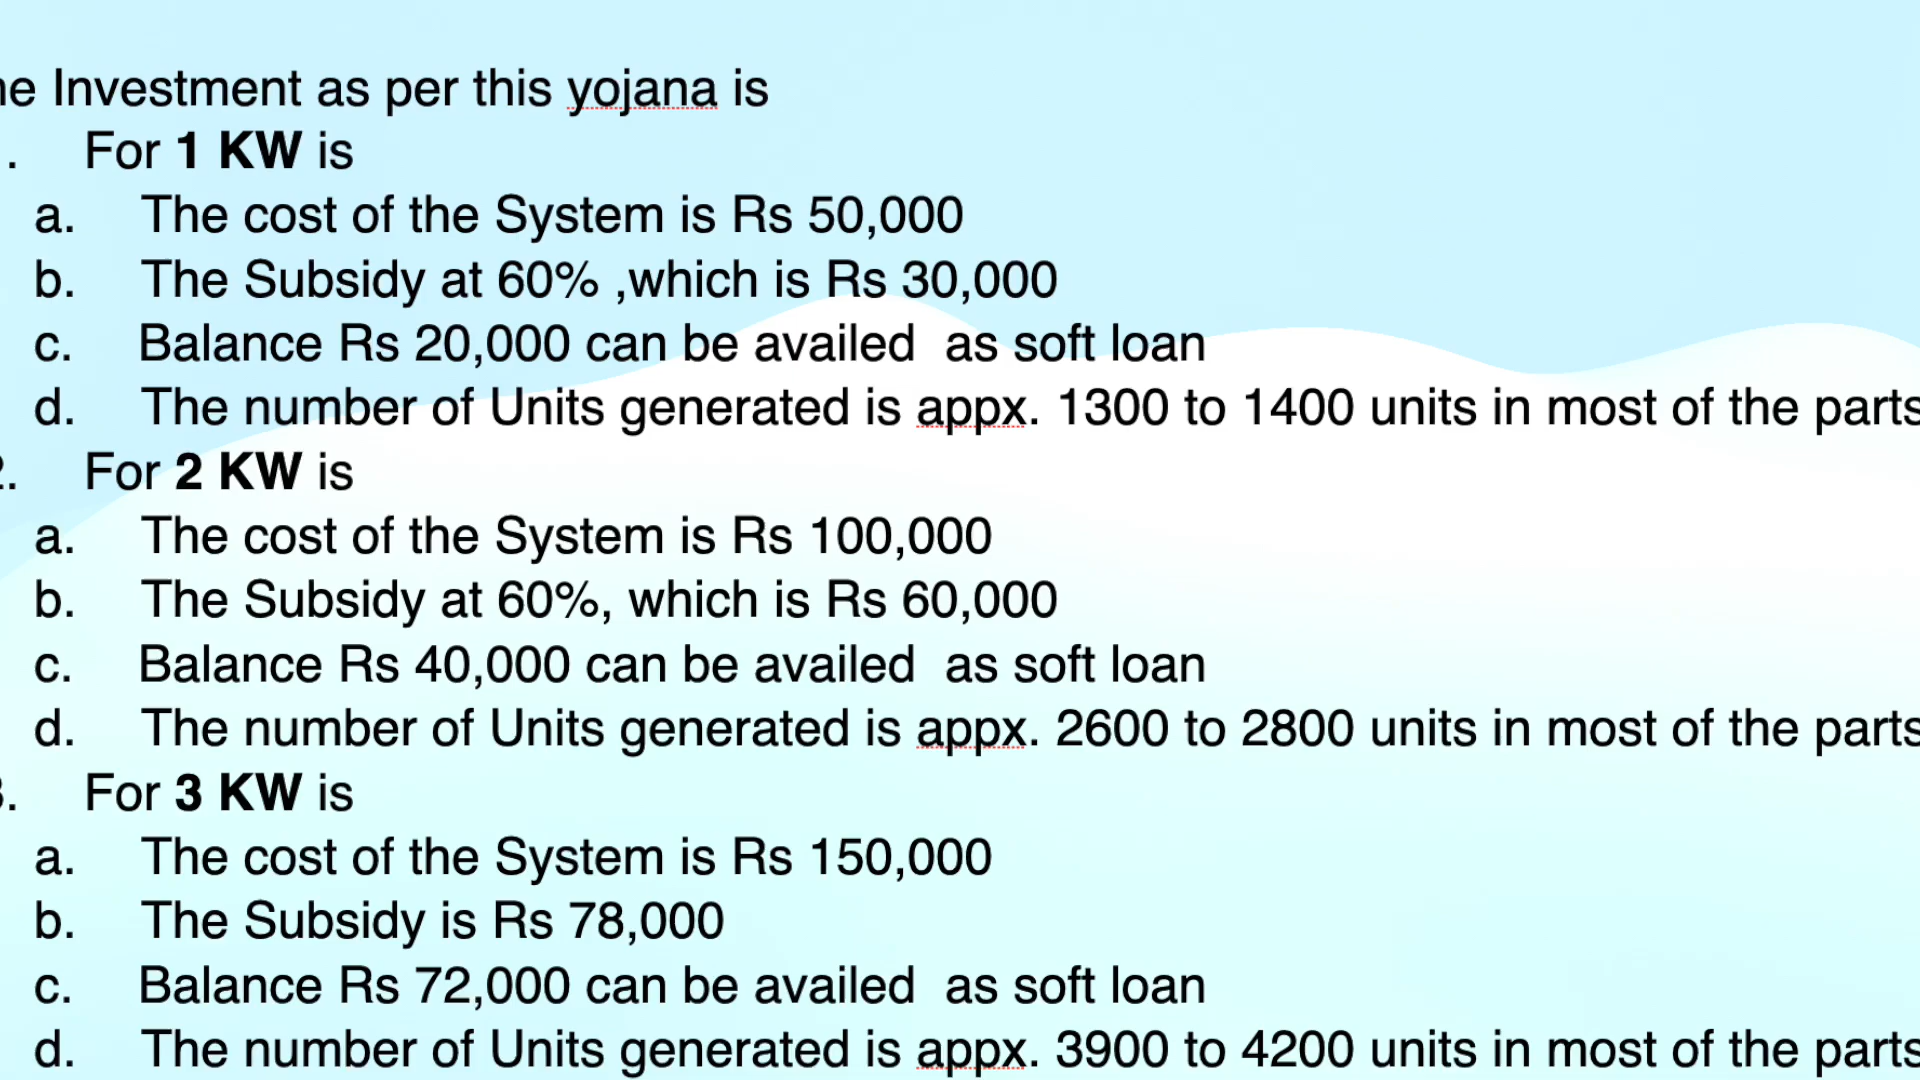 he Investment as per this yojana is
. For 1 KW is
a. The cost of the System is Rs 50,000
b. The Subsidy at 60% ,which is Rs 30,000
c. Balance Rs 20,000 can be availed  as soft loan
d. The number of Units generated is appx. 1300 to 1400 units in most of the parts
2. For 2 KW is
a. The cost of the System is Rs 100,000
b. The Subsidy at 60%, which is Rs 60,000
c. Balance Rs 40,000 can be availed  as soft loan
d. The number of Units generated is appx. 2600 to 2800 units in most of the parts
3. For 3 KW is
a. The cost of the System is Rs 150,000
b. The Subsidy is Rs 78,000
c. Balance Rs 72,000 can be availed  as soft loan
d. The number of Units generated is appx. 3900 to 4200 units in most of the parts